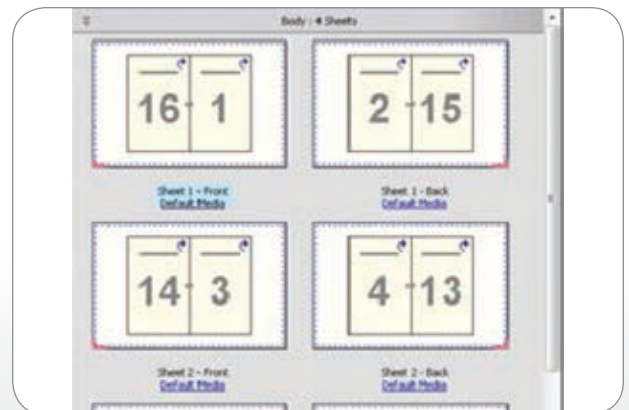 Body : 4 Sheets
16 1
2 15
Sheet 1 - Front
Default Media
Sheet 1 - Back
Default Media
14 3
4 13
Sheet 2 - Front
Default Media
Sheet 2 - Back
Default Media